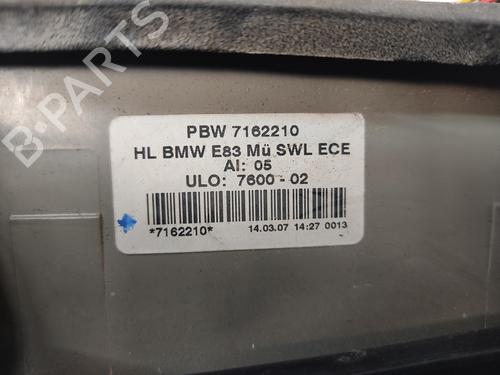 PBW 7162210
HL BMW E83 Mü SWL ECE
AI: 05
ULO: 7600 - 02
*7162210*
14.03.07 14:27 0013
B-PARTS